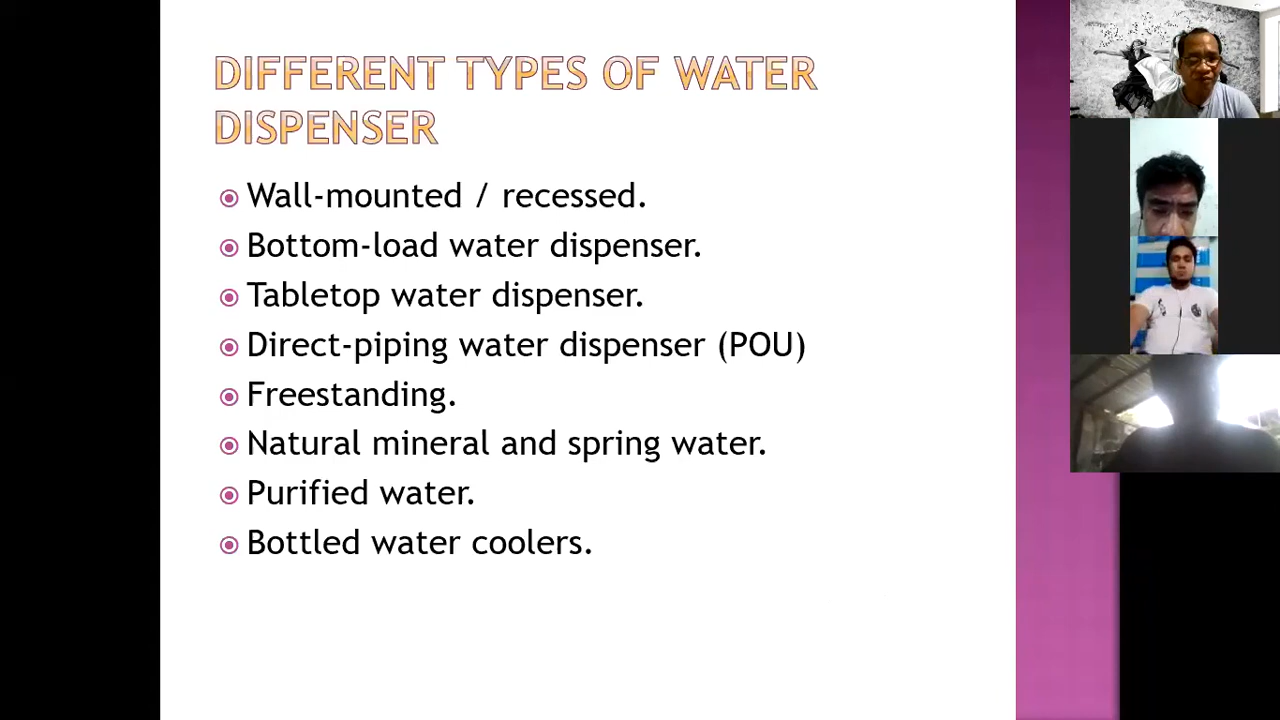 DIFFERENT TYPES OF WATER
DISPENSER
Wall-mounted / recessed.
Bottom-load water dispenser.
Tabletop water dispenser.
Direct-piping water dispenser (POU)
Freestanding.
Natural mineral and spring water.
Purified water.
Bottled water coolers.